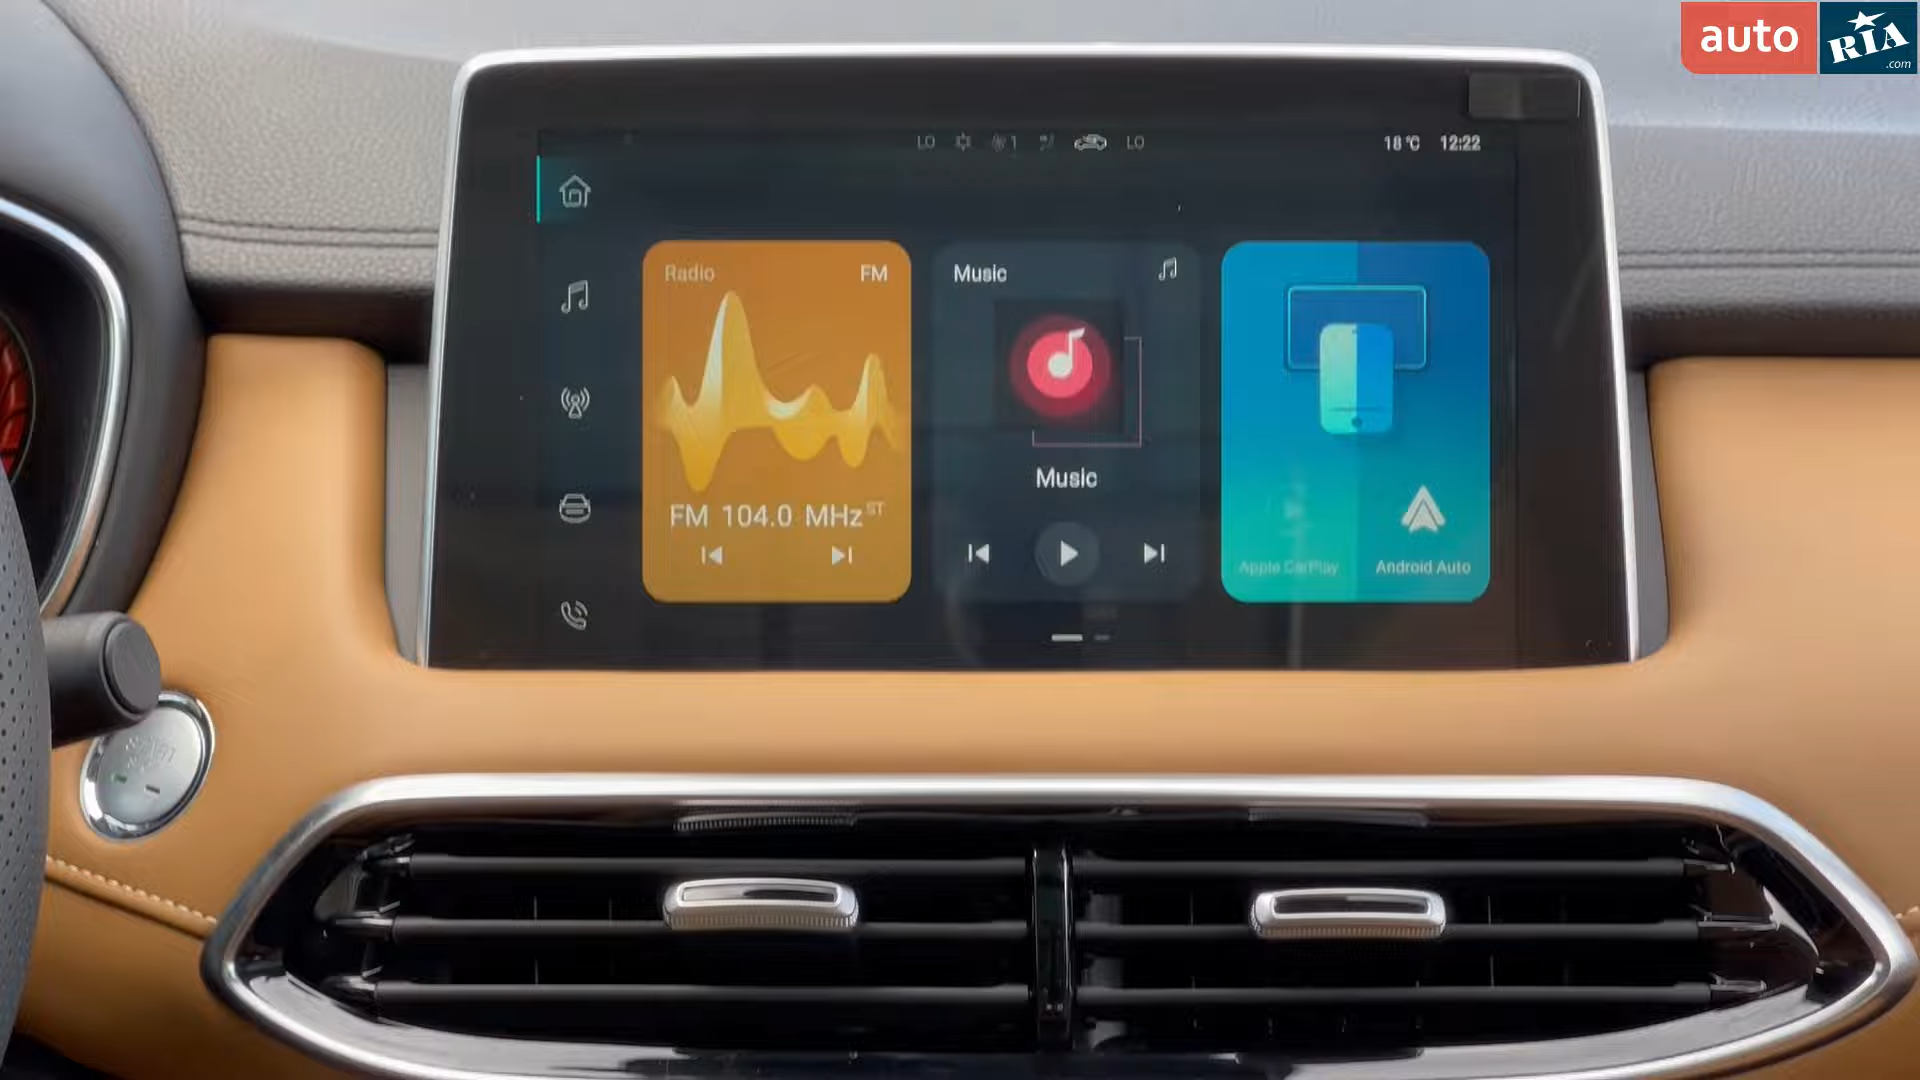 auto
RIA
.com
LO 1 LO 18°C 12:22
Radio FM
Music
FM 104.0 MHz ST
Music
Apple CarPlay Android Auto